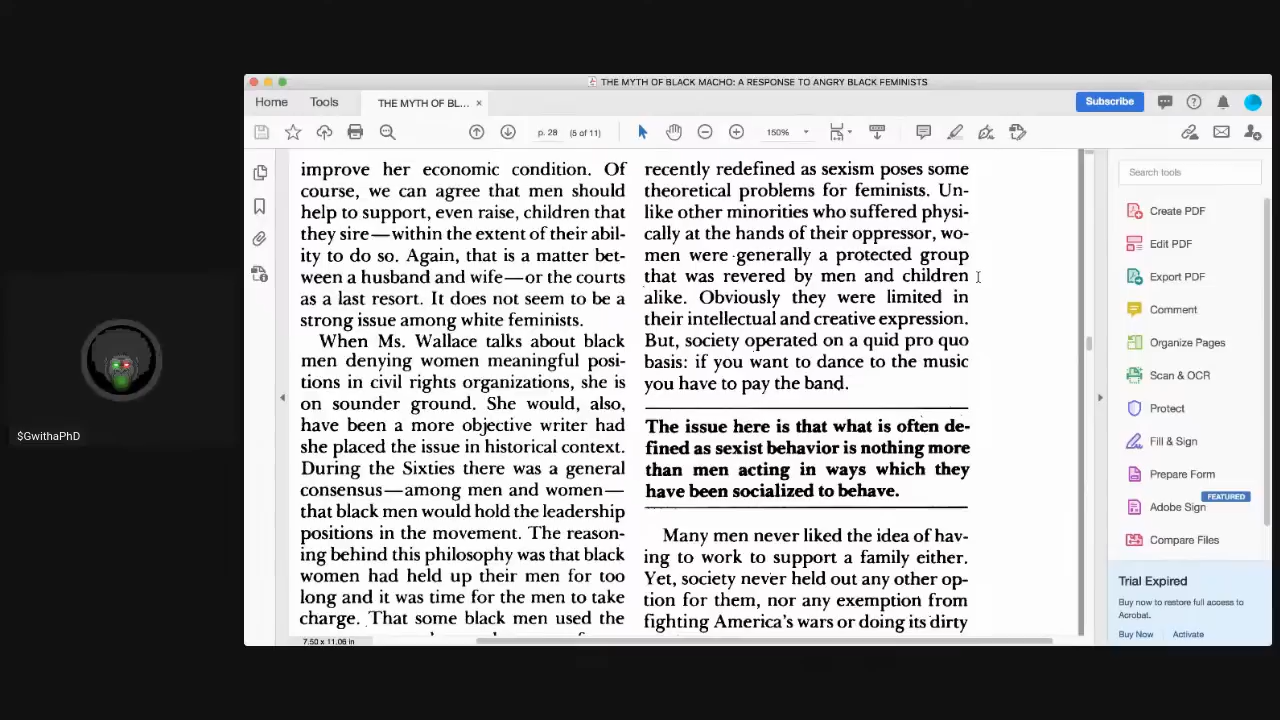 THE MYTH OF BLACK MACHO: A RESPONSE TO ANGRY BLACK FEMINISTS
Home
Tools
THE MYTH OF BL...
×
Subscribe
p. 28
(5 of 11)
150%
improve her economic condition. Of
course, we can agree that men should
help to support, even raise, children that
they sire—within the extent of their abil-
ity to do so. Again, that is a matter bet-
ween a husband and wife—or the courts
as a last resort. It does not seem to be a
strong issue among white feminists.
When Ms. Wallace talks about black
men denying women meaningful posi-
tions in civil rights organizations, she is
on sounder ground. She would, also,
have been a more objective writer had
she placed the issue in historical context.
During the Sixties there was a general
consensus—among men and women—
that black men would hold the leadership
positions in the movement. The reason-
ing behind this philosophy was that black
women had held up their men for too
long and it was time for the men to take
charge. That some black men used the
recently redefined as sexism poses some
theoretical problems for feminists. Un-
like other minorities who suffered physi-
cally at the hands of their oppressor, wo-
men were generally a protected group
that was revered by men and children
alike. Obviously they were limited in
their intellectual and creative expression.
But, society operated on a quid pro quo
basis: if you want to dance to the music
you have to pay the band.
The issue here is that what is often de-
fined as sexist behavior is nothing more
than men acting in ways which they
have been socialized to behave.
Many men never liked the idea of hav-
ing to work to support a family either.
Yet, society never held out any other op-
tion for them, nor any exemption from
fighting America's wars or doing its dirty
7.50 x 11.06 in
Search tools
Create PDF
Edit PDF
Export PDF
Comment
Organize Pages
Scan & OCR
Protect
Fill & Sign
Prepare Form
FEATURED
Adobe Sign
Compare Files
Trial Expired
Buy now to restore full access to
Acrobat.
Buy Now
Activate
$GwithaPhD